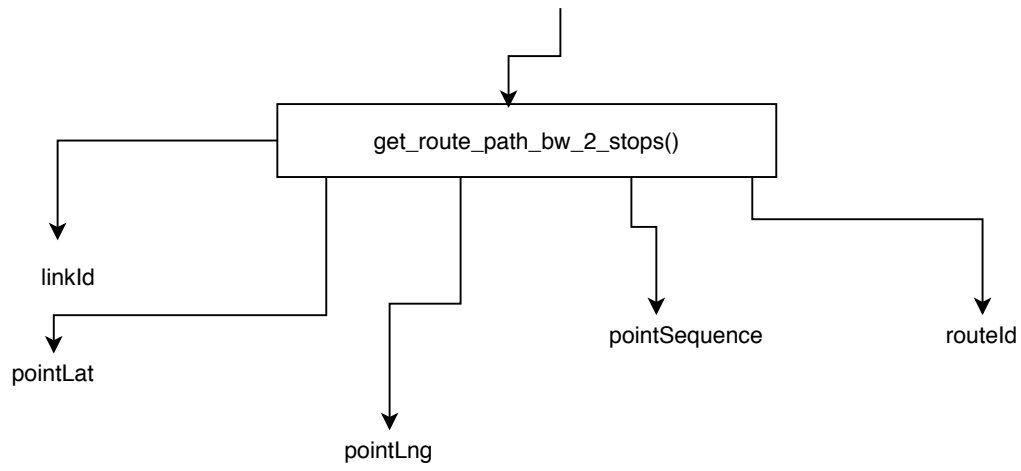 get_route_path_bw_2_stops()
linkId
pointSequence
routeId
pointLat
pointLng